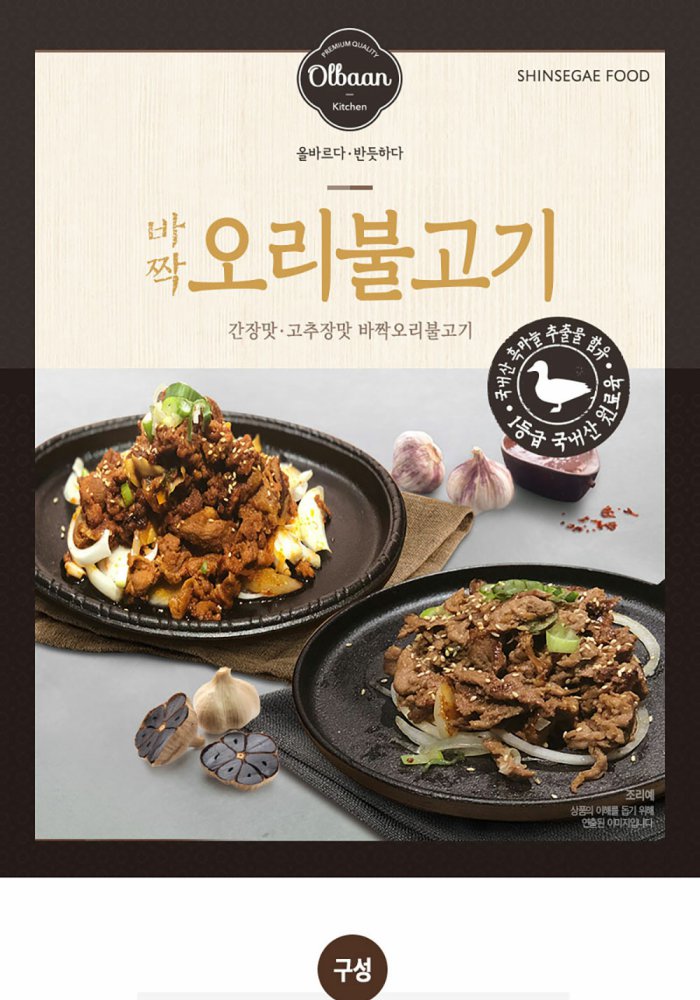 PREMIUM QUALITY
Olbaan
Kitchen
SHINSEGAE FOOD
올바르다·반듯하다
바짝
오리불고기
간장맛·고추장맛 바짝오리불고기
국내산 흑마늘 추출물 함유
1등급 국내산 원료육
조리예
상품의 이해를 돕기 위해
연출된 이미지입니다
구성